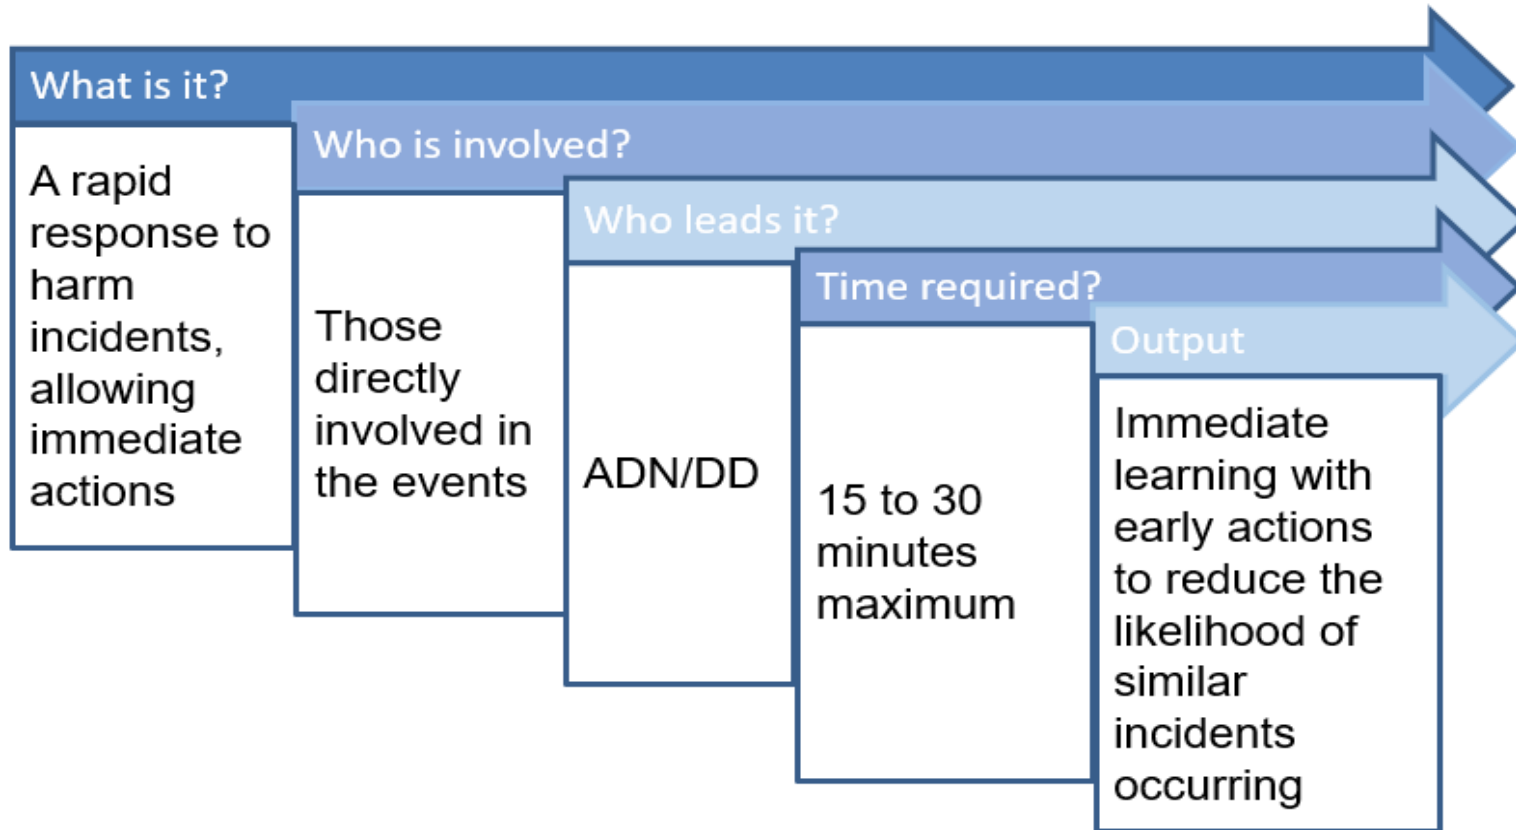 What is it?
A rapid
response to
harm
incidents,
allowing
immediate
actions
Who is involved?
Those
directly
involved in
the events
Who leads it?
ADN/DD
Time required?
15 to 30
minutes
maximum
Output
Immediate
learning with
early actions
to reduce the
likelihood of
similar
incidents
occurring